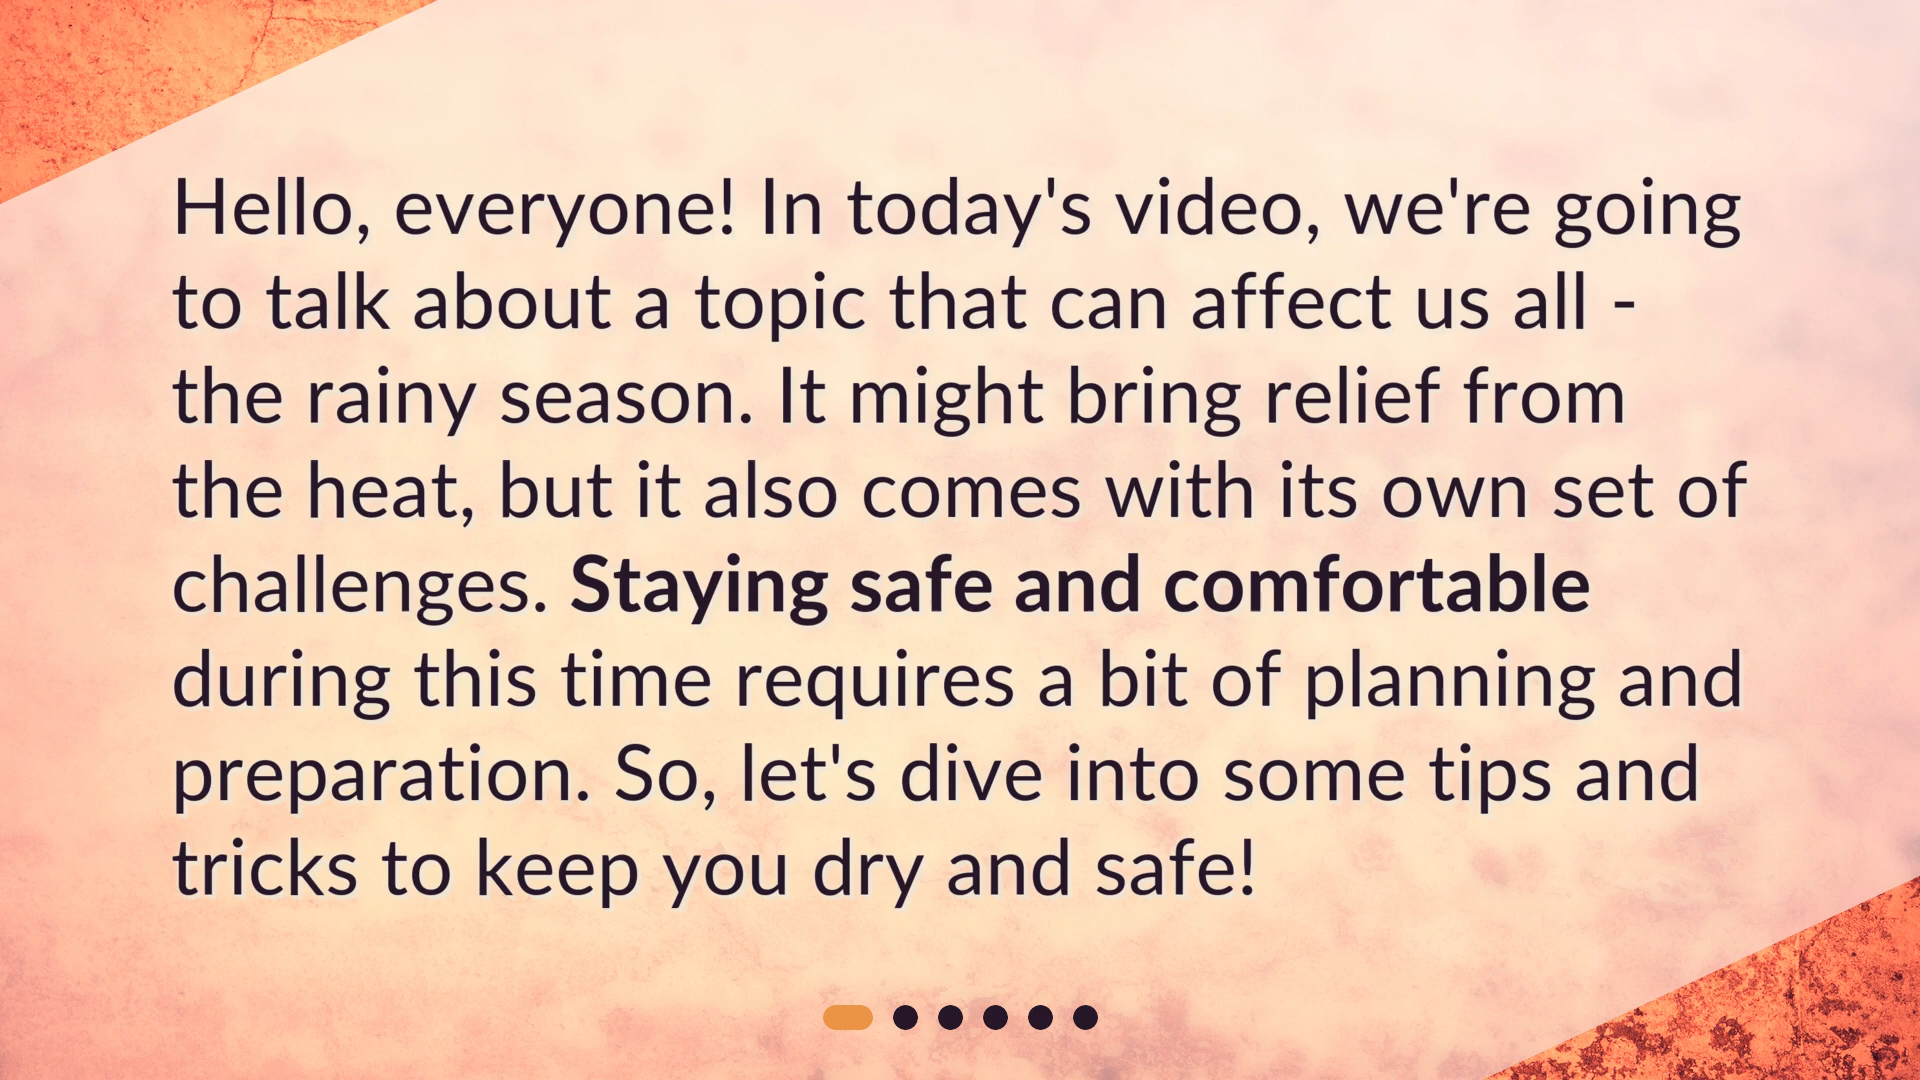 Hello, everyone! In today's video, we're going
to talk about a topic that can affect us all -
the rainy season. It might bring relief from
the heat, but it also comes with its own set of
challenges. Staying safe and comfortable
during this time requires a bit of planning and
preparation. So, let's dive into some tips and
tricks to keep you dry and safe!